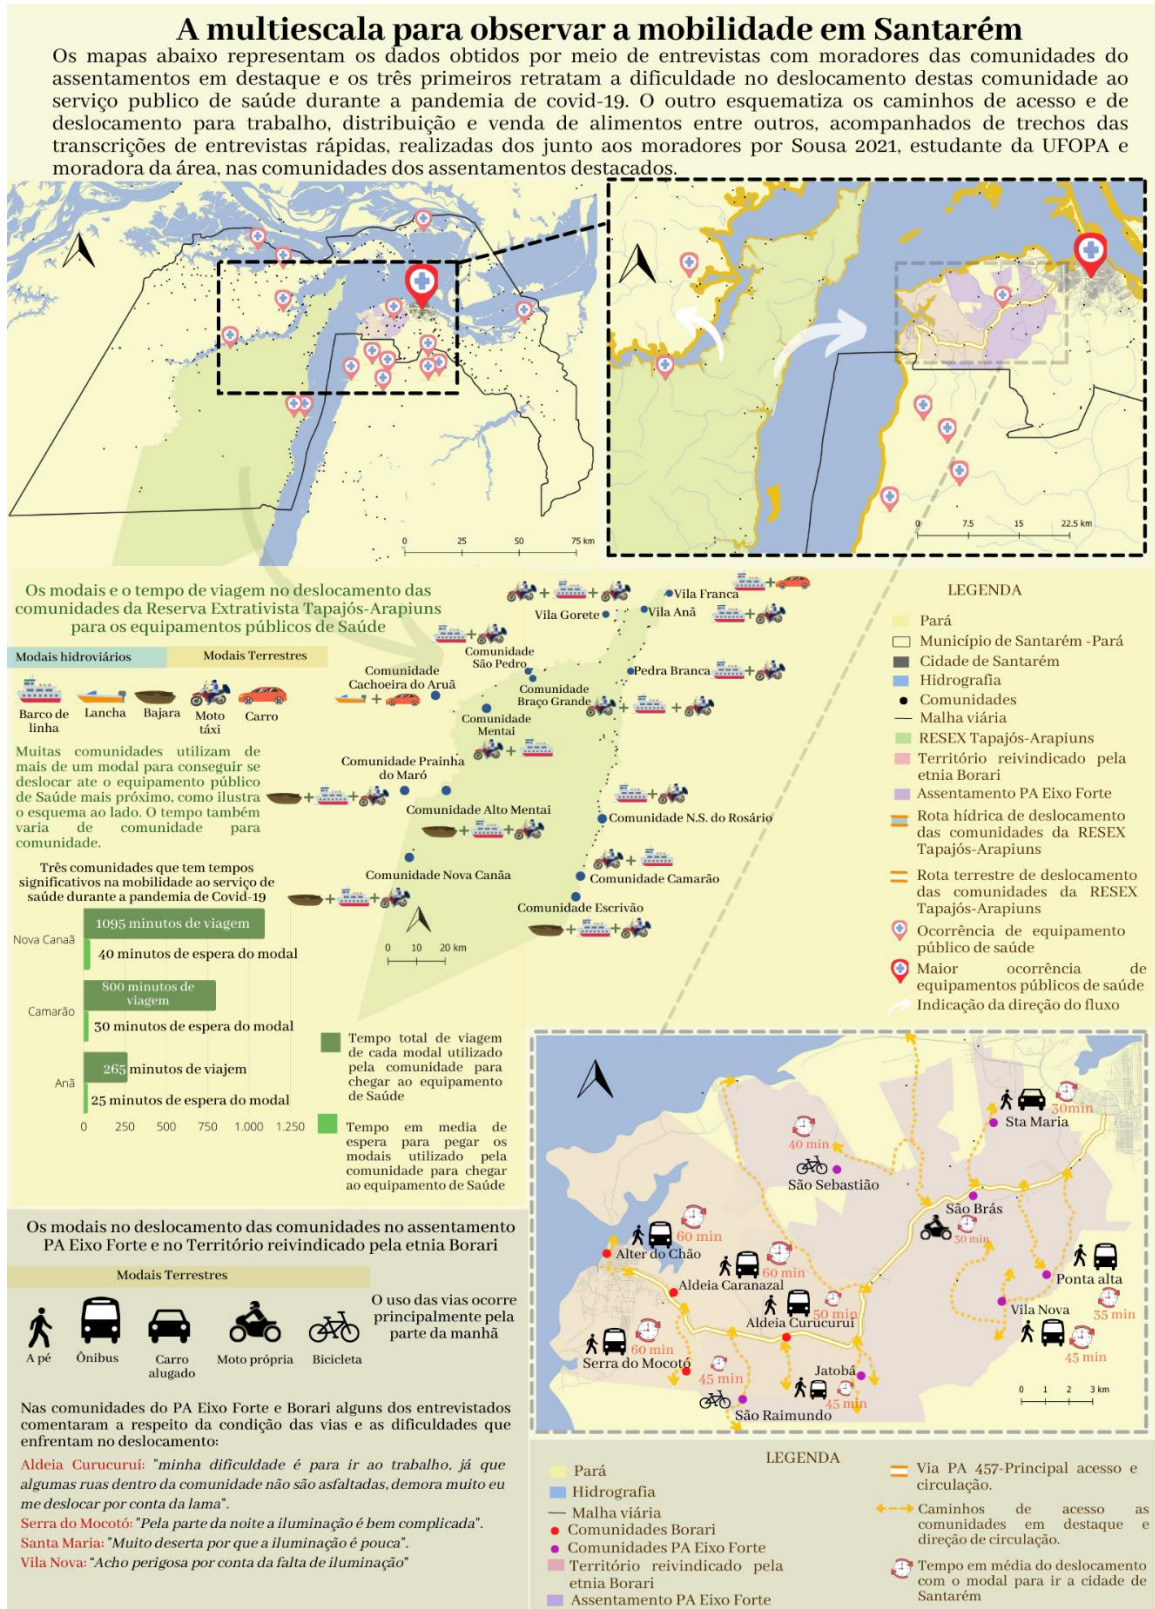 A multiescala para observar a mobilidade em Santarém
Os mapas abaixo representam os dados obtidos por meio de entrevistas com moradores das comunidades do
assentamentos em destaque e os três primeiros retratam a dificuldade no deslocamento destas comunidade ao
serviço publico de saúde durante a pandemia de covid-19. O outro esquematiza os caminhos de acesso e de
deslocamento para trabalho, distribuição e venda de alimentos entre outros, acompanhados de trechos das
transcrições de entrevistas rápidas, realizadas dos junto aos moradores por Sousa 2021, estudante da UFOPA e
moradora da área, nas comunidades dos assentamentos destacados.
0 25 50 75 km
0 7.5 15 22.5 km
Os modais e o tempo de viagem no deslocamento das
comunidades da Reserva Extrativista Tapajós-Arapiuns
para os equipamentos públicos de Saúde
Modais hidroviários
Modais Terrestres
Barco de
linha
Lancha
Bajara
Moto
táxi
Carro
Muitas comunidades utilizam de
mais de um modal para conseguir se
deslocar ate o equipamento público
de Saúde mais próximo, como ilustra
o esquema ao lado. O tempo também
varia de comunidade para
comunidade.
Três comunidades que tem tempos
significativos na mobilidade ao serviço de
saúde durante a pandemia de Covid-19
Nova Canaã
1095 minutos de viagem
40 minutos de espera do modal
Camarão
800 minutos de
viagem
30 minutos de espera do modal
Anã
265 minutos de viajem
25 minutos de espera do modal
0 250 500 750 1.000 1.250
Tempo total de viagem
de cada modal utilizado
pela comunidade para
chegar ao equipamento
de Saúde
Tempo em media de
espera para pegar os
modais utilizado pela
comunidade para chegar
ao equipamento de Saúde
Vila Franca
Vila Gorete
Vila Anã
Comunidade
São Pedro
Pedra Branca
Comunidade
Cachoeira do Aruã
Comunidade
Braço Grande
Comunidade
Mentai
Comunidade Prainha
do Maró
Comunidade Alto Mentai
Comunidade N.S. do Rosário
Comunidade Nova Canãa
Comunidade Camarão
Comunidade Escrivão
0 10 20 km
LEGENDA
Pará
Município de Santarém -Pará
Cidade de Santarém
Hidrografia
Comunidades
Malha viária
RESEX Tapajós-Arapiuns
Território reivindicado pela
etnia Borari
Assentamento PA Eixo Forte
Rota hídrica de deslocamento
das comunidades da RESEX
Tapajós-Arapiuns
Rota terrestre de deslocamento
das comunidades da RESEX
Tapajós-Arapiuns
Ocorrência de equipamento
público de saúde
Maior ocorrência de
equipamentos públicos de saúde
Indicação da direção do fluxo
Os modais no deslocamento das comunidades no assentamento
PA Eixo Forte e no Território reivindicado pela etnia Borari
Modais Terrestres
A pé
Ônibus
Carro
alugado
Moto própria
Bicicleta
O uso das vias ocorre
principalmente pela
parte da manhã
Nas comunidades do PA Eixo Forte e Borari alguns dos entrevistados
comentaram a respeito da condição das vias e as dificuldades que
enfrentam no deslocamento:
Aldeia Curucuruí: "minha dificuldade é para ir ao trabalho, já que
algumas ruas dentro da comunidade não são asfaltadas, demora muito eu
me deslocar por conta da lama".
Serra do Mocotó: "Pela parte da noite a iluminação é bem complicada".
Santa Maria: "Muito deserta por que a iluminação é pouca".
Vila Nova: "Acho perigosa por conta da falta de iluminação"
30min
Sta Maria
40 min
São Sebastião
São Brás
30 min
60 min
Alter do Chão
60 min
Aldeia Caranazal
Ponta alta
35 min
50 min
Aldeia Curucuruí
Vila Nova
45 min
60 min
Serra do Mocotó
45 min
São Raimundo
Jatobá
45 min
0 1 2 3 km
LEGENDA
Pará
Hidrografia
Malha viária
Comunidades Borari
Comunidades PA Eixo Forte
Território reivindicado pela
etnia Borari
Assentamento PA Eixo Forte
Via PA 457-Principal acesso e
circulação.
Caminhos de acesso as
comunidades em destaque e
direção de circulação.
Tempo em média do deslocamento
com o modal para ir a cidade de
Santarém